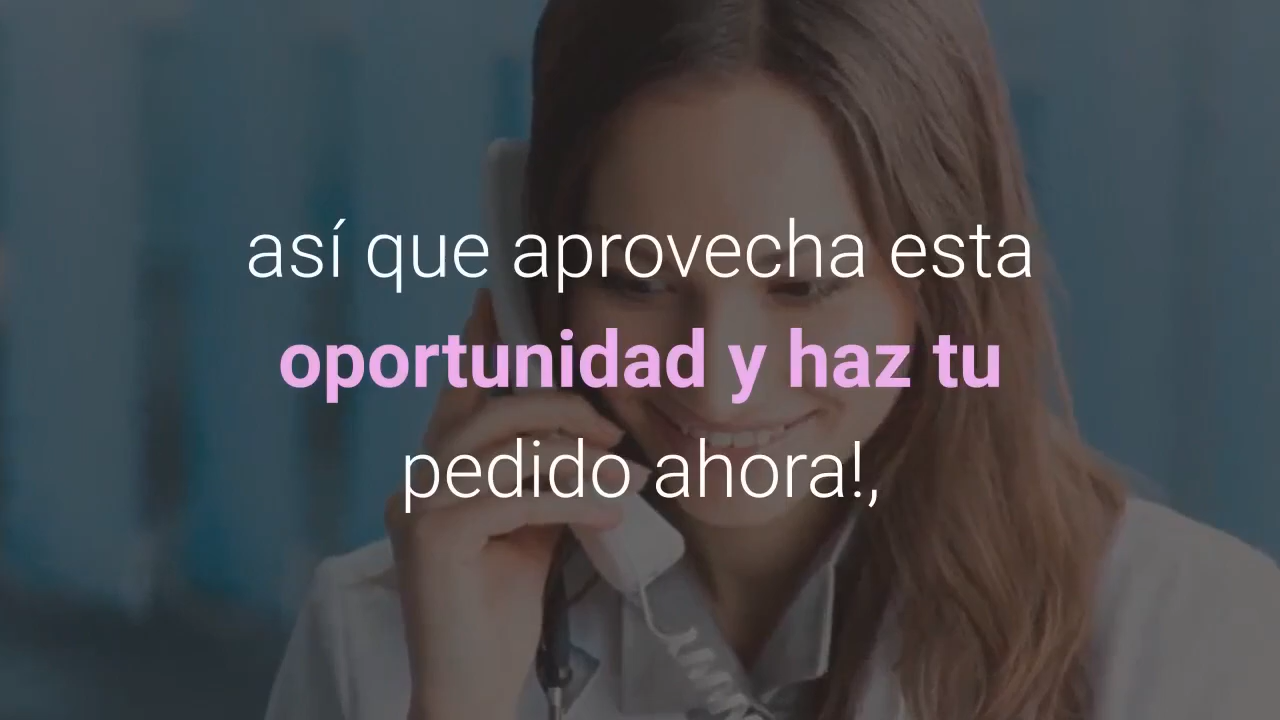 así que aprovecha esta
oportunidad y haz tu
pedido ahora!,